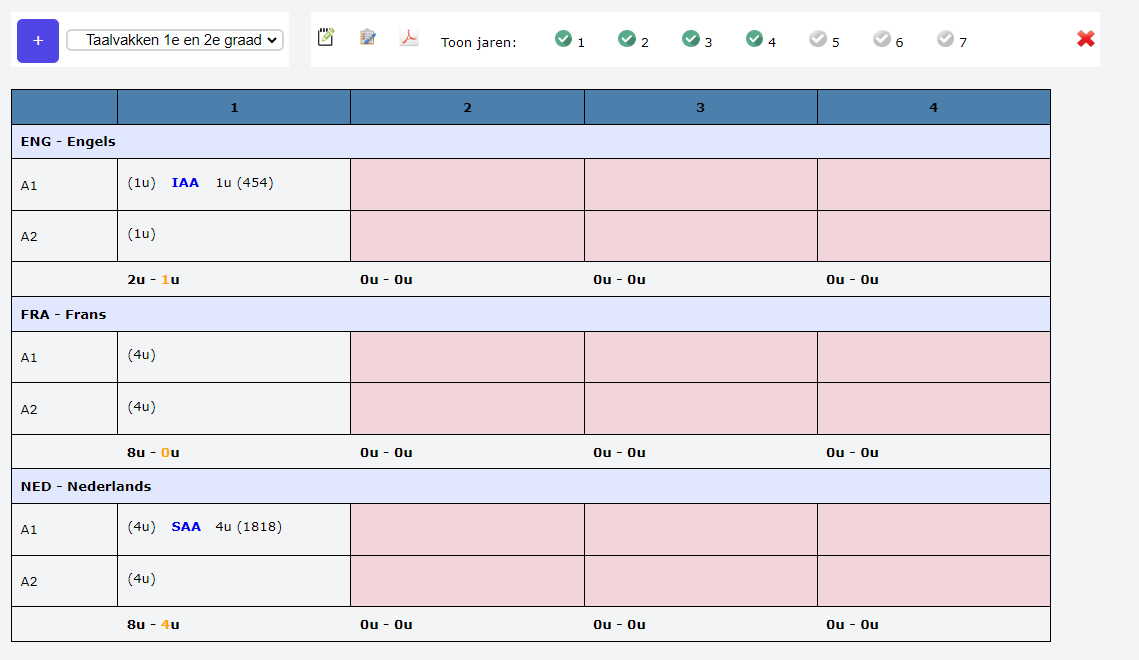 + Taalvakken 1e en 2e graad Toon jaren: 1 2 3 4 5 6 7
1 2 3 4
ENG - Engels
A1 (1u) IAA 1u (454)
A2 (1u)
2u - 1u 0u - 0u 0u - 0u 0u - 0u
FRA - Frans
A1 (4u)
A2 (4u)
8u - 0u 0u - 0u 0u - 0u 0u - 0u
NED - Nederlands
A1 (4u) SAA 4u (1818)
A2 (4u)
8u - 4u 0u - 0u 0u - 0u 0u - 0u